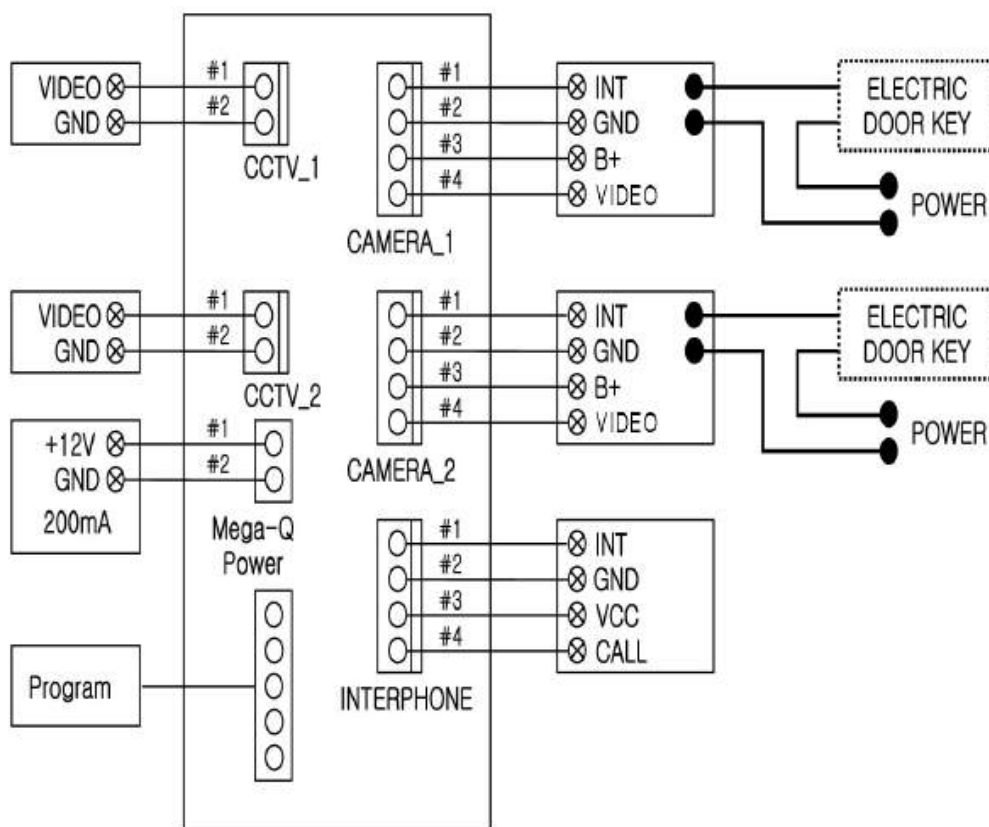 VIDEO
GND
#1
#2
CCTV_1
#1
#2
#3
#4
CAMERA_1
INT
GND
B+
VIDEO
ELECTRIC
DOOR KEY
POWER
VIDEO
GND
#1
#2
CCTV_2
#1
#2
#3
#4
CAMERA_2
INT
GND
B+
VIDEO
ELECTRIC
DOOR KEY
POWER
+12V
GND
200mA
#1
#2
Mega-Q
Power
#1
#2
#3
#4
INTERPHONE
INT
GND
VCC
CALL
Program